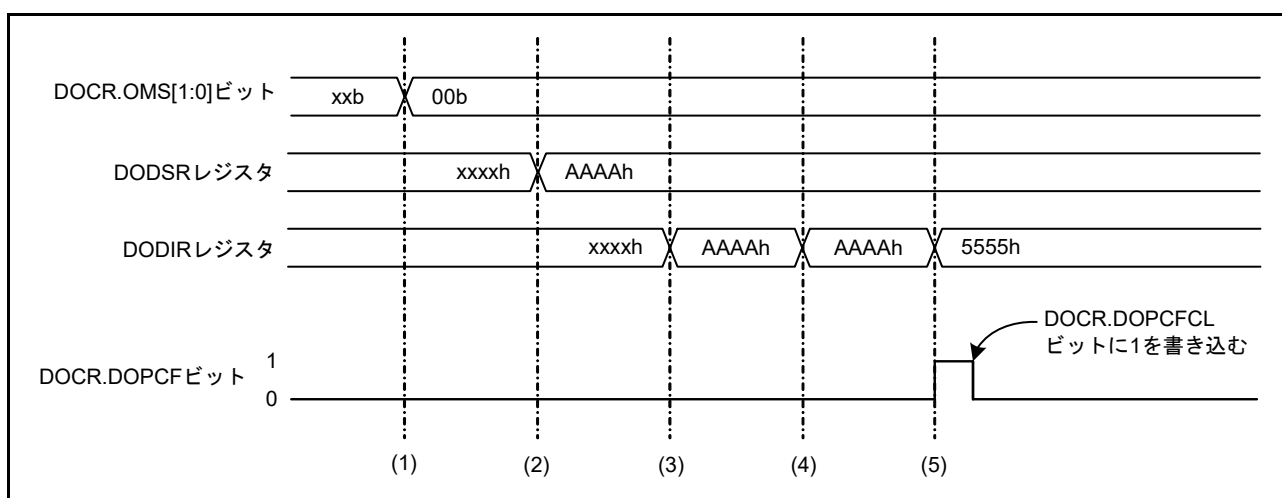 DOCR.OMS[1:0]ビット
xxb
00b
DODSRレジスタ
xxxxh
AAAAh
DODIRレジスタ
xxxxh
AAAAh
AAAAh
5555h
DOCR.DOPCFCL
ビットに1を書き込む
DOCR.DOPCFビット
1
0
(1)
(2)
(3)
(4)
(5)